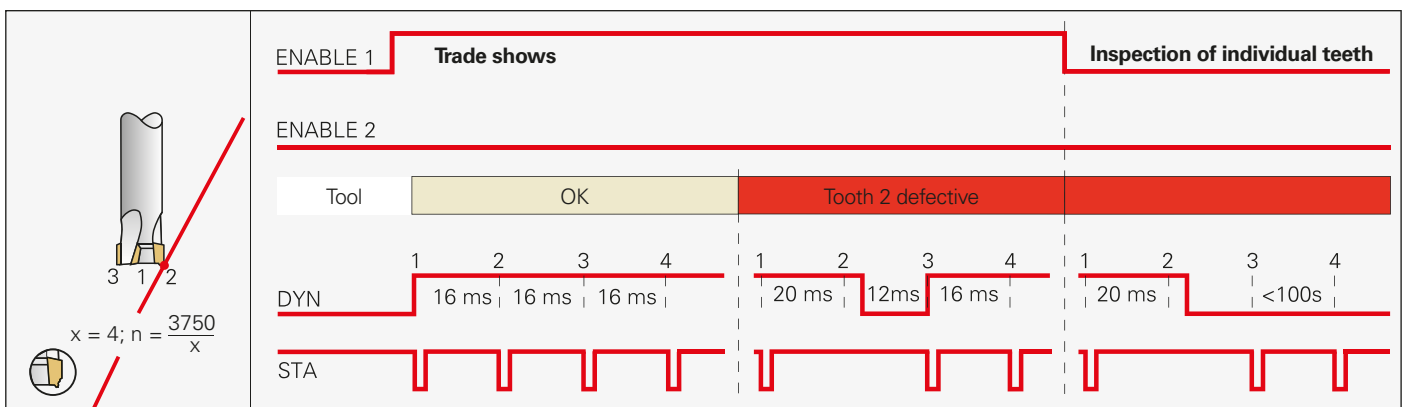 ENABLE 1
Trade shows
Inspection of individual teeth
ENABLE 2
Tool
OK
Tooth 2 defective
3 1 2
x = 4; n = 3750
x
1 2 3 4 1 2 3 4 1 2 3 4
DYN
16 ms 16 ms 16 ms 20 ms 12ms 16 ms 20 ms <100s
STA